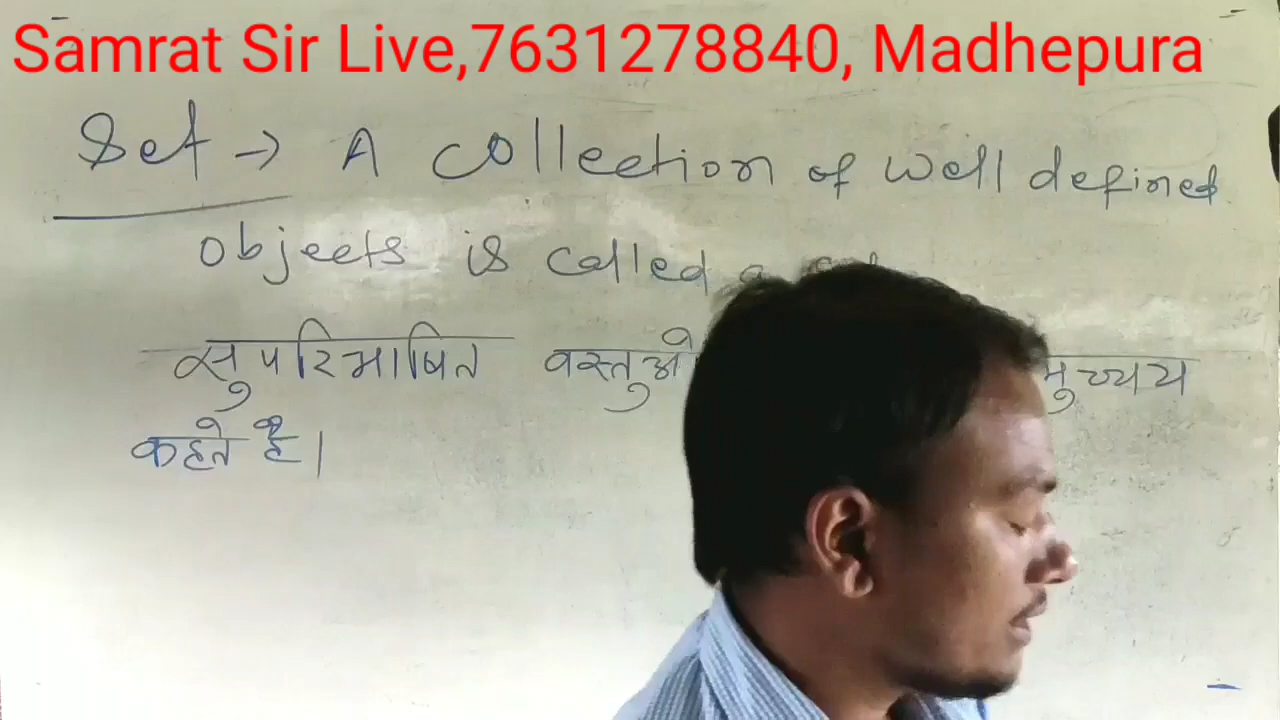 Samrat Sir Live,7631278840, Madhepura
Set → A collection of well defined
objects is called a
सुपरिभाषित वस्तुओ
कहते है।